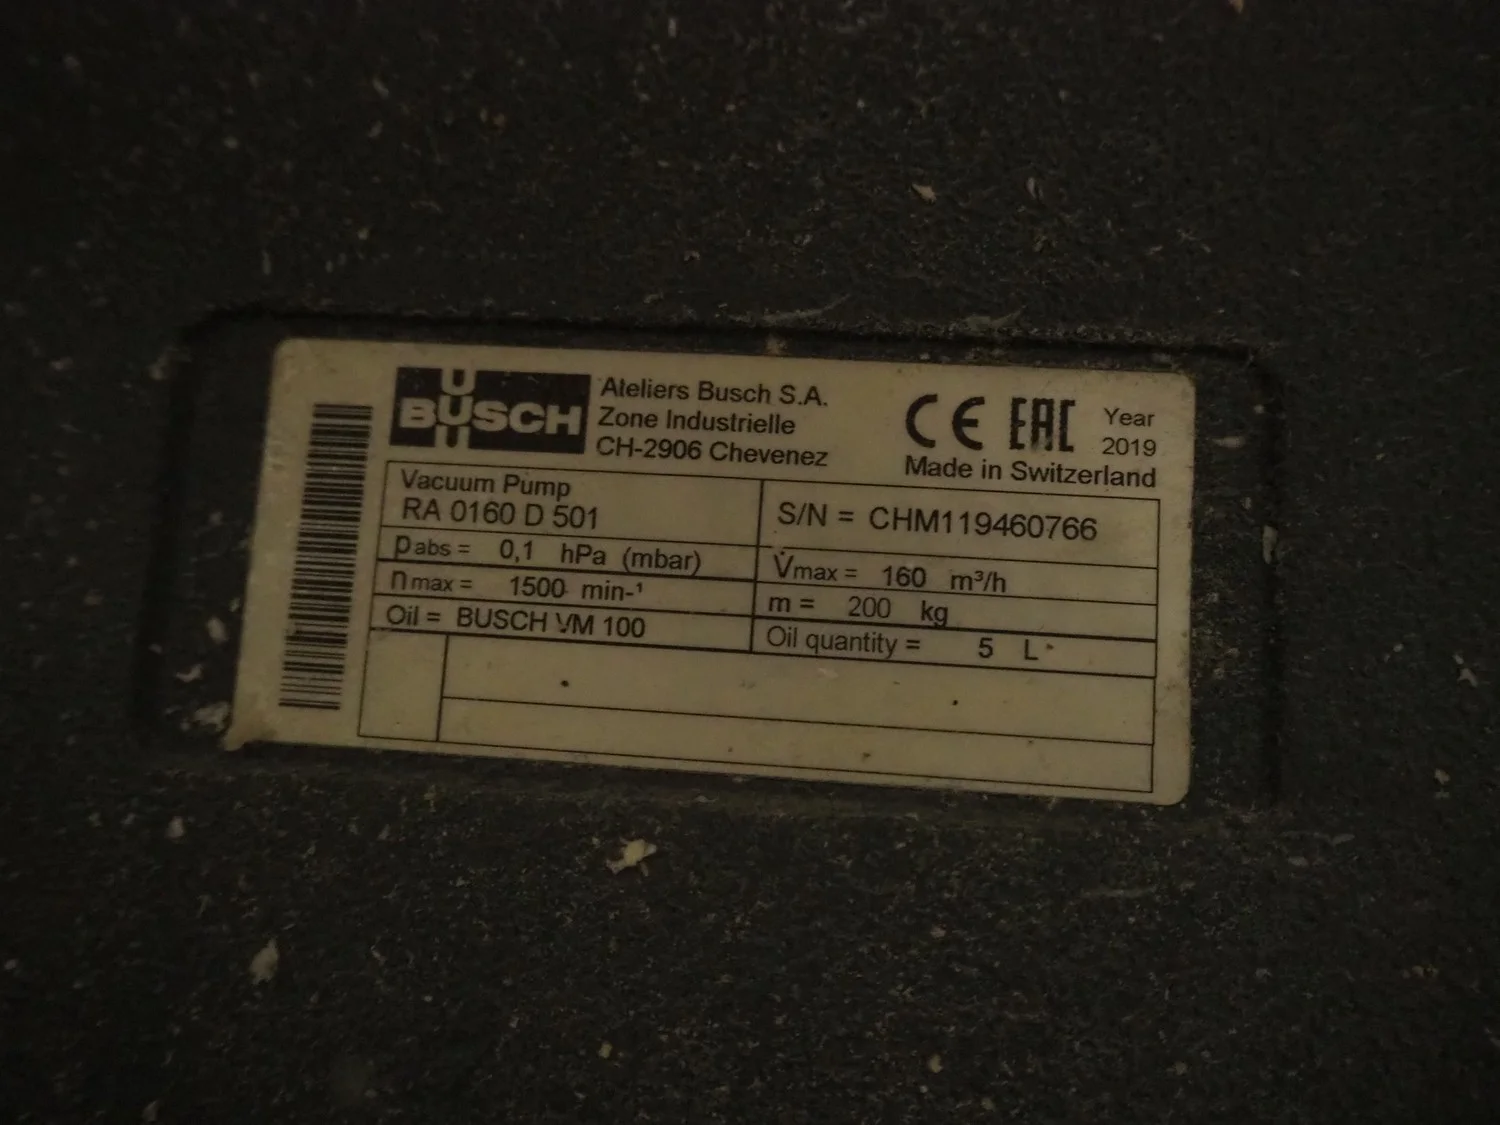 BUSCH
Ateliers Busch S.A.
Zone Industrielle
CH-2906 Chevenez
CE EAC Year
2019
Made in Switzerland
Vacuum Pump
RA 0160 D 501
S/N = CHM119460766
pabs = 0,1 hPa (mbar)
V̇max = 160 m³/h
nmax = 1500 min-¹
m = 200 kg
Oil = BUSCH VM 100
Oil quantity = 5 L